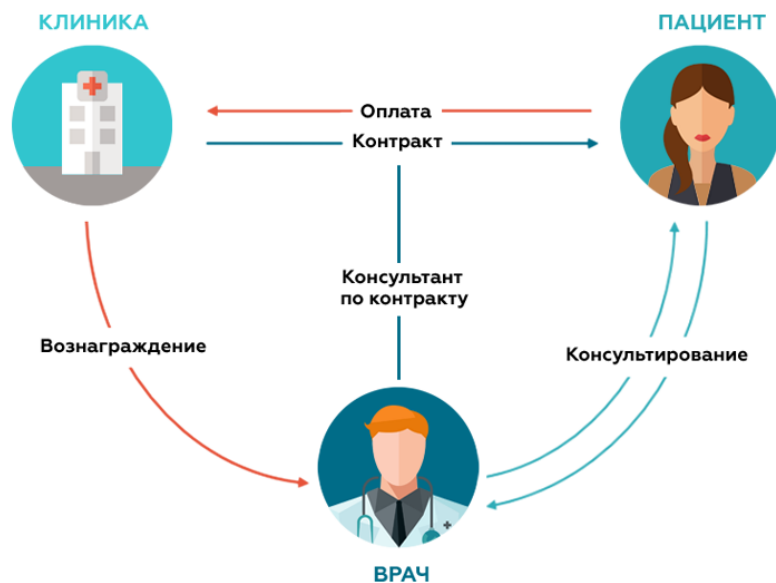 КЛИНИКА
ПАЦИЕНТ
Оплата
Контракт
Консультант
по контракту
Вознаграждение
Консультирование
ВРАЧ